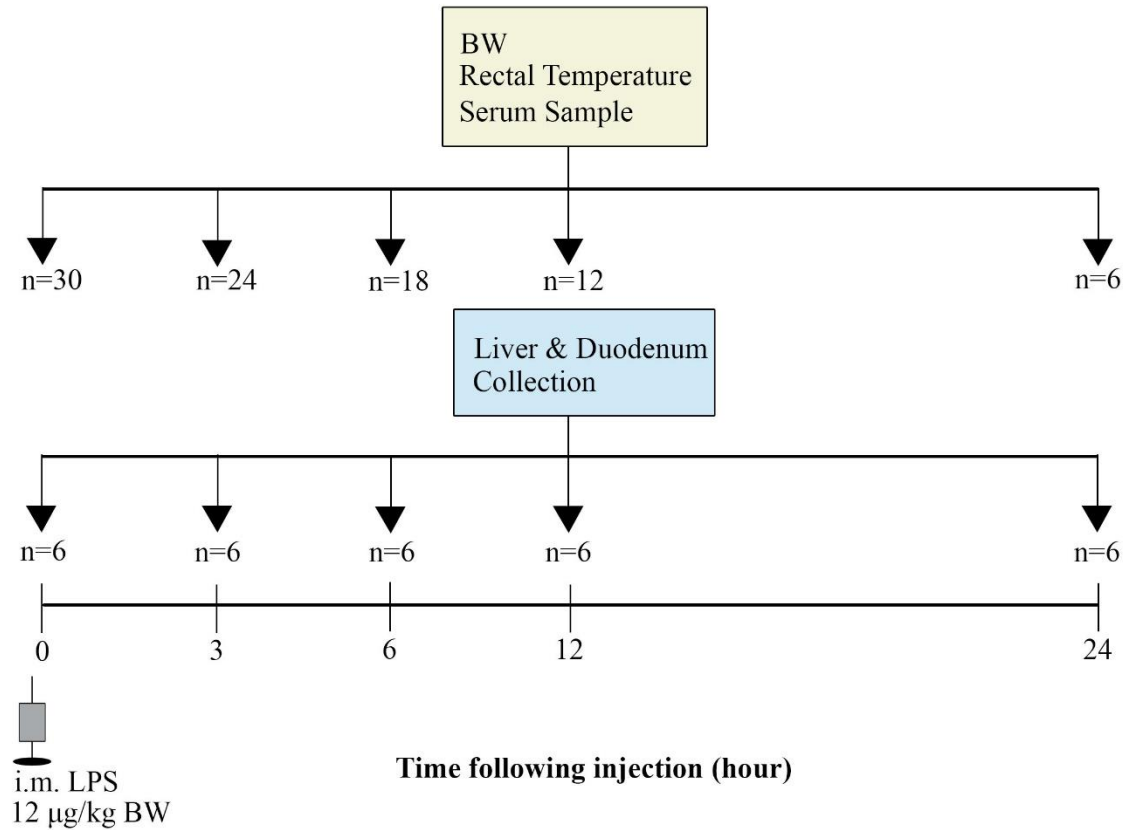 BW
Rectal Temperature
Serum Sample
n=30 n=24 n=18 n=12 n=6
Liver & Duodenum
Collection
n=6 n=6 n=6 n=6 n=6
0 3 6 12 24
Time following injection (hour)
i.m. LPS
12 µg/kg BW